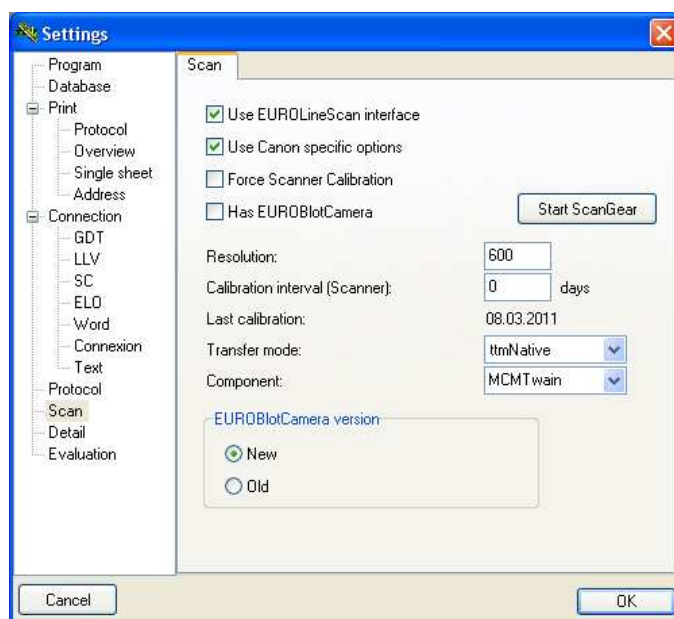 Settings
Program
Database
Print
Protocol
Overview
Single sheet
Address
Connection
GDT
LLV
SC
ELO
Word
Connexion
Text
Protocol
Scan
Detail
Evaluation
Scan
Use EUROLineScan interface
Use Canon specific options
Force Scanner Calibration
Has EUROBlotCamera
Start ScanGear
Resolution: 600
Calibration interval (Scanner): 0 days
Last calibration: 08.03.2011
Transfer mode: ttmNative
Component: MCMTwain
EUROBlotCamera version
New
Old
Cancel
OK